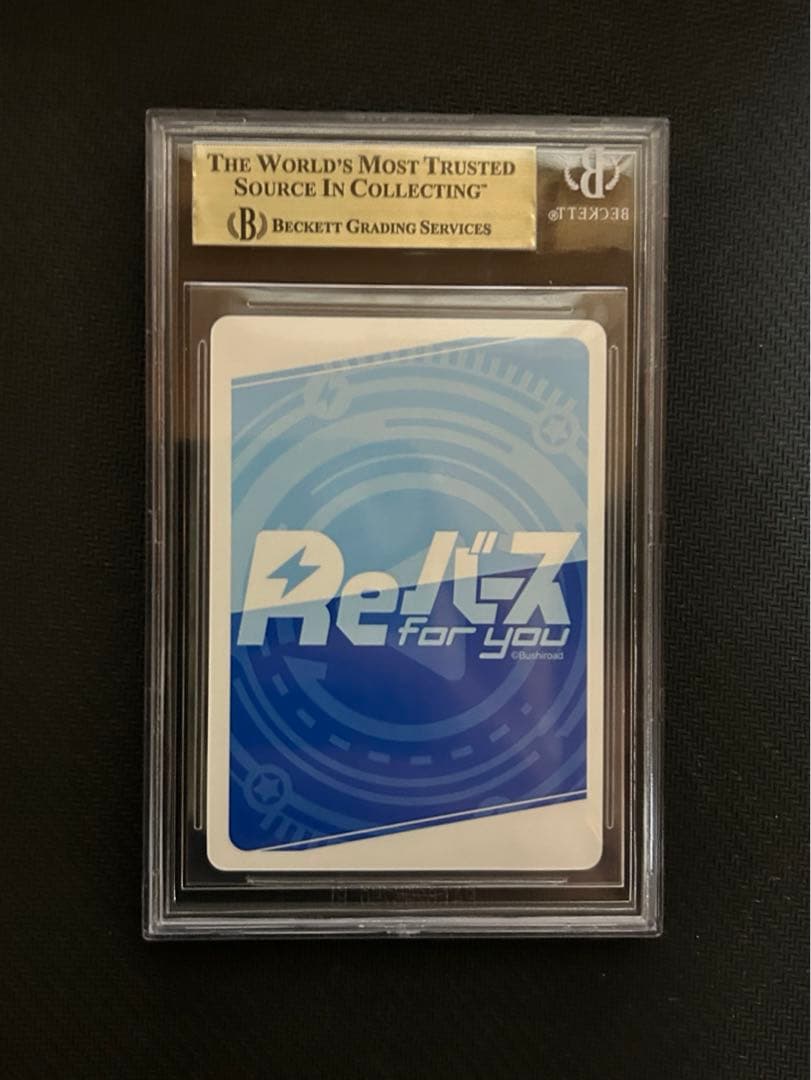 THE WORLD'S MOST TRUSTED
SOURCE IN COLLECTING™
B BECKETT GRADING SERVICES
B
BECKETT®
Reバース
for you
©Bushiroad